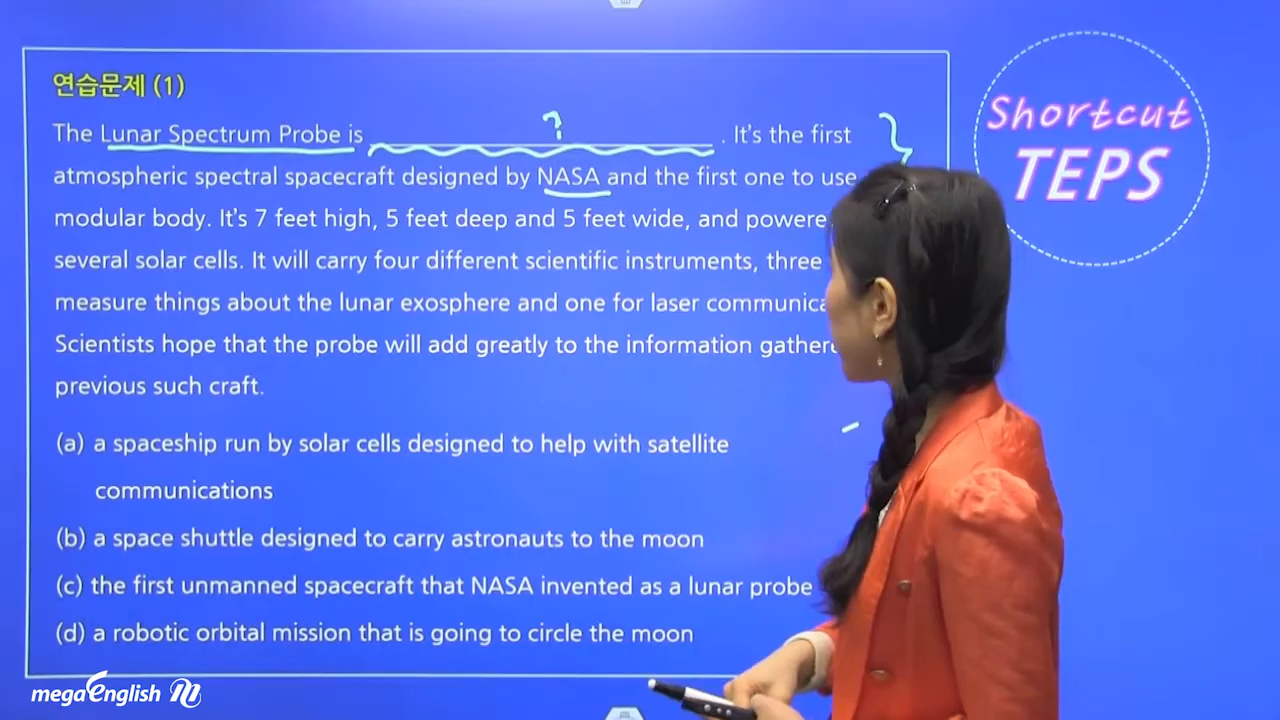 연습문제 (1)
The Lunar Spectrum Probe is ? . It's the first
atmospheric spectral spacecraft designed by NASA and the first one to use
modular body. It's 7 feet high, 5 feet deep and 5 feet wide, and
several solar cells. It will carry four different scientific instruments, three
measure things about the lunar exosphere and one for laser
Scientists hope that the probe will add greatly to the information
previous such craft.
(a) a spaceship run by solar cells designed to help with satellite
communications
(b) a space shuttle designed to carry astronauts to the moon
(c) the first unmanned spacecraft that NASA invented as a lunar probe
(d) a robotic orbital mission that is going to circle the moon
Shortcut
TEPS
megaEnglish M